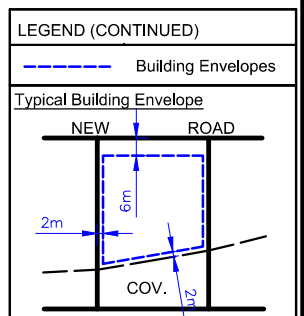 LEGEND (CONTINUED)
Building Envelopes
Typical Building Envelope
NEW ROAD
6m
2m
COV.
2m